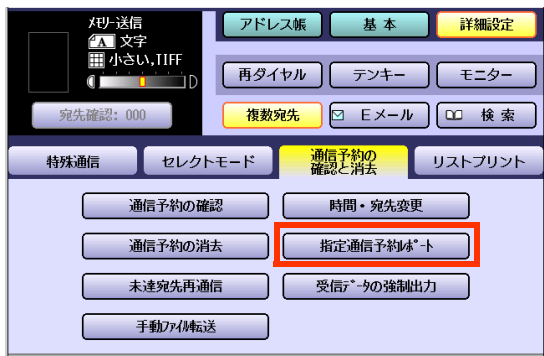 ﾒﾓﾘｰ送信
A 文字
小さい,TIFF
D
宛先確認: 000
アドレス帳
基 本
詳細設定
再ダイヤル
テンキー
モニター
複数宛先
Eメール
検 索
特殊通信
セレクトモード
通信予約の
確認と消去
リストプリント
通信予約の確認
時間・宛先変更
通信予約の消去
指定通信予約ﾚﾎﾟｰﾄ
未達宛先再通信
受信ﾃﾞｰﾀの強制出力
手動ﾌｧｲﾙ転送